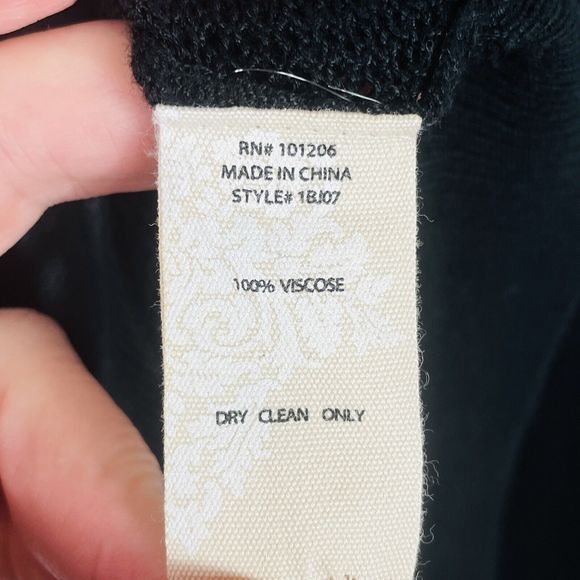 RN# 101206
MADE IN CHINA
STYLE# 1BJ07
100% VISCOSE
DRY CLEAN ONLY